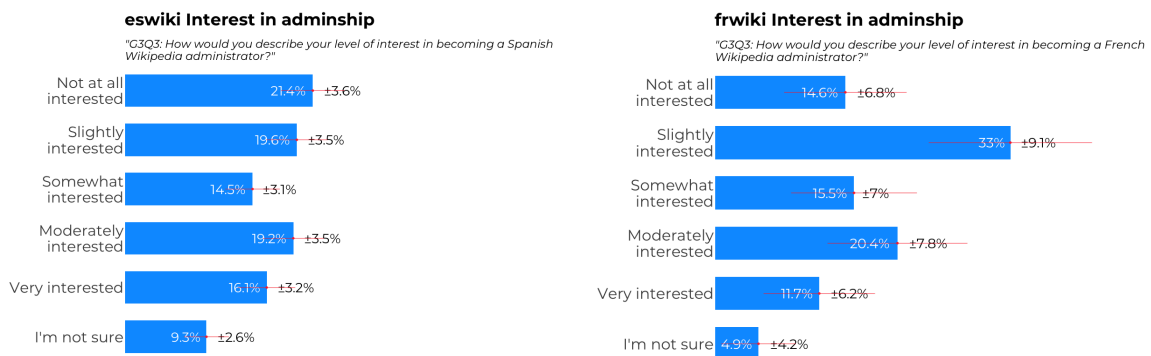 eswiki Interest in adminship
"G3Q3: How would you describe your level of interest in becoming a Spanish
Wikipedia administrator?"
Not at all
interested
21.4% ±3.6%
Slightly
interested
19.6% ±3.5%
Somewhat
interested
14.5% ±3.1%
Moderately
interested
19.2% ±3.5%
Very interested 16.1% ±3.2%
I'm not sure 9.3% ±2.6%
frwiki Interest in adminship
"G3Q3: How would you describe your level of interest in becoming a French
Wikipedia administrator?"
Not at all
interested
14.6% ±6.8%
Slightly
interested
33% ±9.1%
Somewhat
interested
15.5% ±7%
Moderately
interested
20.4% ±7.8%
Very interested 11.7% ±6.2%
I'm not sure 4.9% ±4.2%